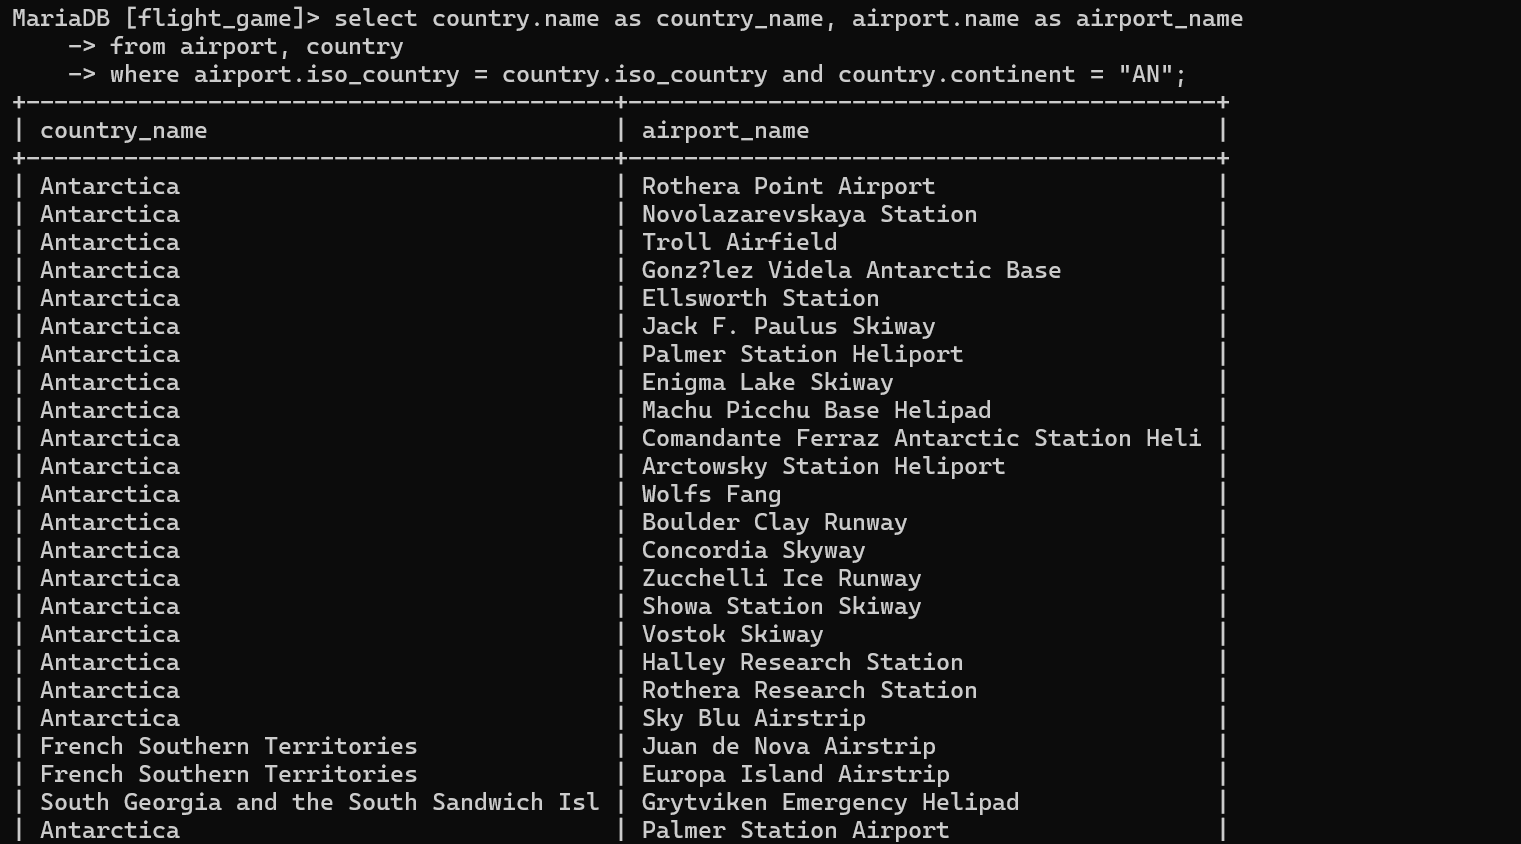 MariaDB [flight_game]> select country.name as country_name, airport.name as airport_name
    -> from airport, country
    -> where airport.iso_country = country.iso_country and country.continent = "AN";
+------------------------------------------+------------------------------------------+
| country_name                             | airport_name                             |
+------------------------------------------+------------------------------------------+
| Antarctica                               | Rothera Point Airport                    |
| Antarctica                               | Novolazarevskaya Station                 |
| Antarctica                               | Troll Airfield                           |
| Antarctica                               | Gonz?lez Videla Antarctic Base           |
| Antarctica                               | Ellsworth Station                        |
| Antarctica                               | Jack F. Paulus Skiway                    |
| Antarctica                               | Palmer Station Heliport                  |
| Antarctica                               | Enigma Lake Skiway                       |
| Antarctica                               | Machu Picchu Base Helipad                |
| Antarctica                               | Comandante Ferraz Antarctic Station Heli |
| Antarctica                               | Arctowsky Station Heliport               |
| Antarctica                               | Wolfs Fang                               |
| Antarctica                               | Boulder Clay Runway                      |
| Antarctica                               | Concordia Skyway                         |
| Antarctica                               | Zucchelli Ice Runway                     |
| Antarctica                               | Showa Station Skiway                     |
| Antarctica                               | Vostok Skiway                            |
| Antarctica                               | Halley Research Station                  |
| Antarctica                               | Rothera Research Station                 |
| Antarctica                               | Sky Blu Airstrip                         |
| French Southern Territories              | Juan de Nova Airstrip                    |
| French Southern Territories              | Europa Island Airstrip                   |
| South Georgia and the South Sandwich Isl | Grytviken Emergency Helipad              |
| Antarctica                               | Palmer Station Airport                   |